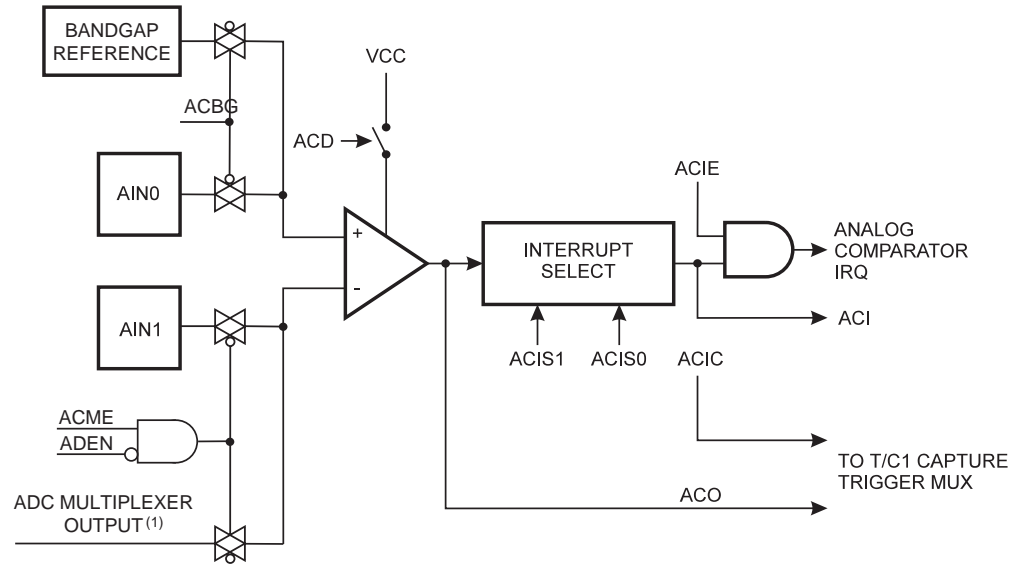 BANDGAP
REFERENCE
ACBG
AIN0
VCC
ACD
+
-
AIN1
ACME
ADEN
ADC MULTIPLEXER
OUTPUT (1)
INTERRUPT
SELECT
ACIS1
ACIS0
ACIE
ANALOG
COMPARATOR
IRQ
ACI
ACIC
TO T/C1 CAPTURE
TRIGGER MUX
ACO